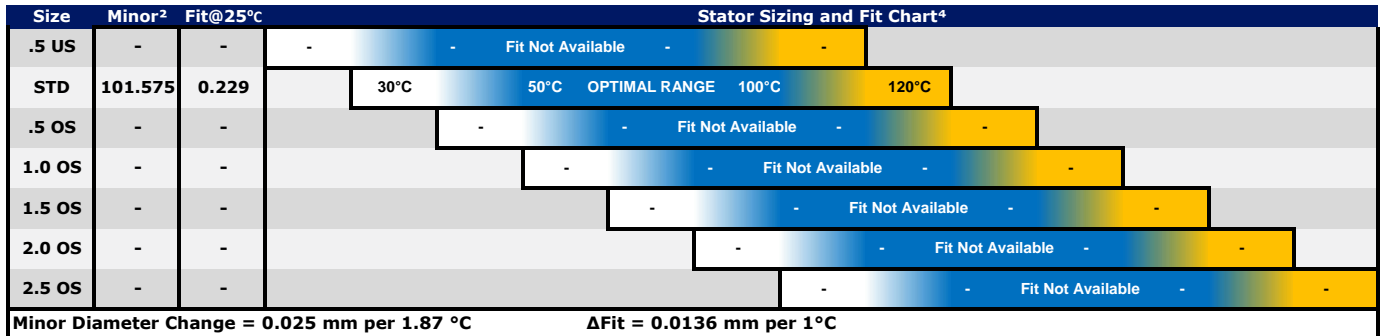 Size Minor² Fit@25°C Stator Sizing and Fit Chart⁴
.5 US - - - - Fit Not Available - -
STD 101.575 0.229 30°C 50°C OPTIMAL RANGE 100°C 120°C
.5 OS - - - - Fit Not Available - -
1.0 OS - - - - Fit Not Available - -
1.5 OS - - - - Fit Not Available - -
2.0 OS - - - - Fit Not Available - -
2.5 OS - - - - Fit Not Available - -
Minor Diameter Change = 0.025 mm per 1.87 °C ΔFit = 0.0136 mm per 1°C